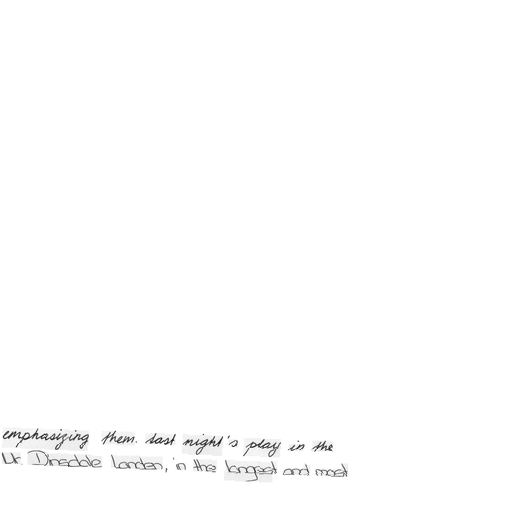 emphasizing them. Last night's play in the
Mr. Dinsdale Landen, in the longest and most